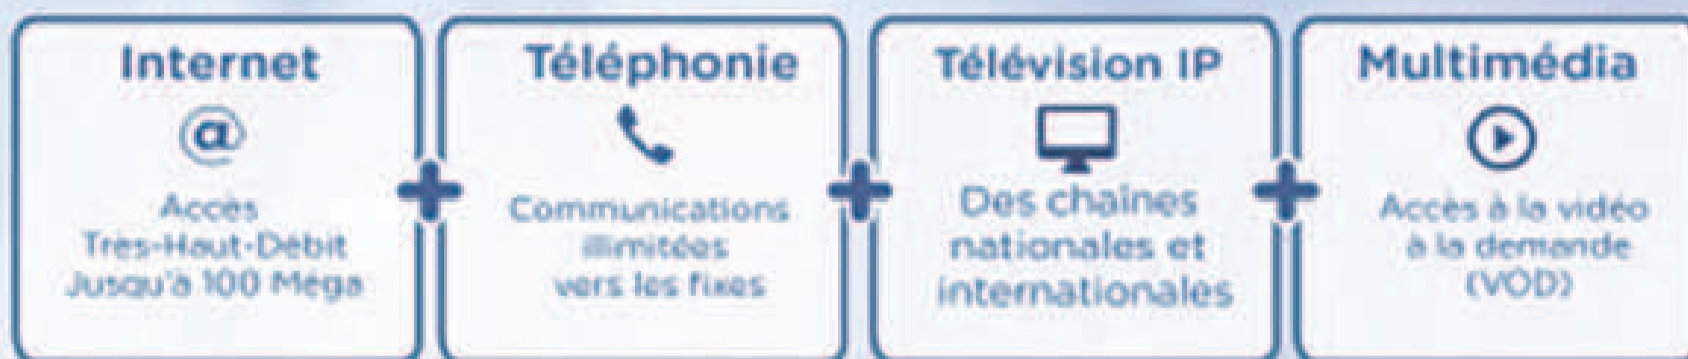 Internet
@
Accès
Très-Haut-Débit
Jusqu'à 100 Méga
Téléphonie
Communications
illimitées
vers les fixes
Télévision IP
Des chaînes
nationales et
internationales
Multimédia
Accès à la vidéo
à la demande
(VOD)